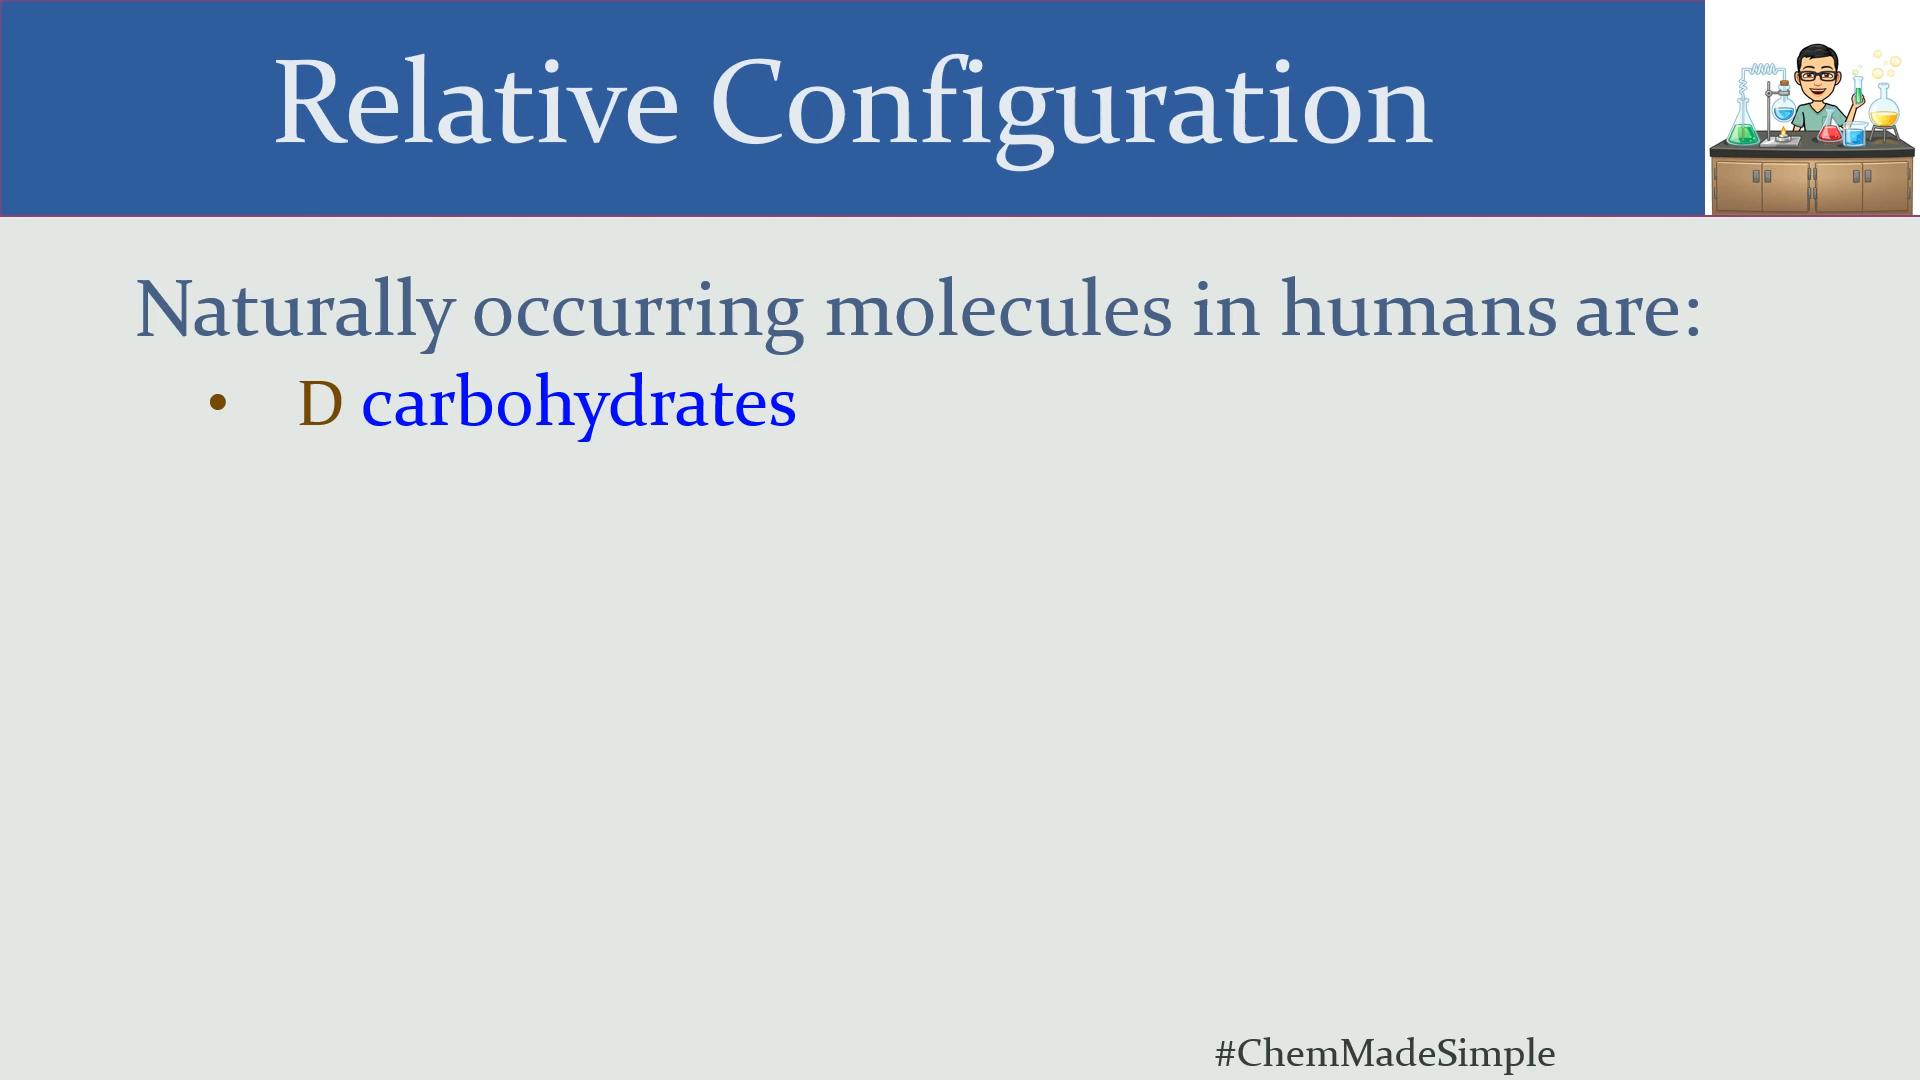 Relative Configuration
Naturally occurring molecules in humans are:
• D carbohydrates
#ChemMadeSimple